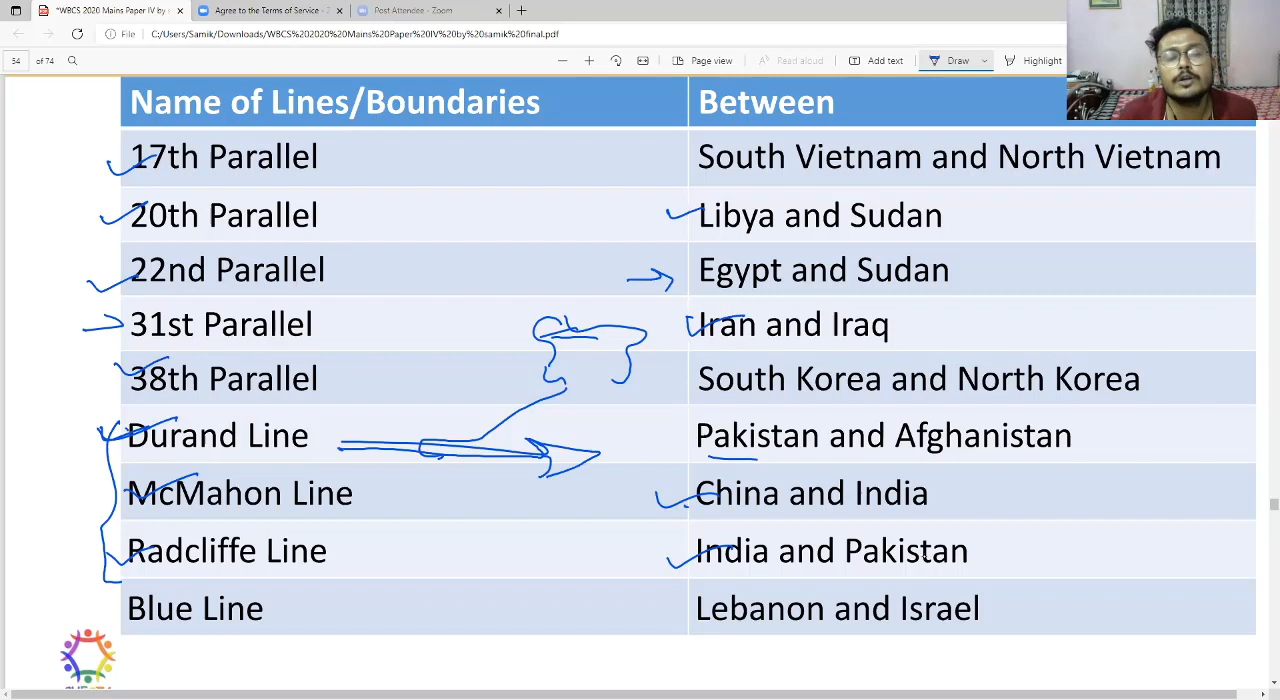 *WBCS 2020 Mains Paper IV by s
Agree to the Terms of Service - Z
Post Attendee - Zoom
File
C:/Users/Samik/Downloads/WBCS%202020%20Mains%20Paper%20IV%20by%20samik%20final.pdf
54 of 74
Page view
Read aloud
Add text
Draw
Highlight
Name of Lines/Boundaries Between
17th Parallel South Vietnam and North Vietnam
20th Parallel Libya and Sudan
22nd Parallel Egypt and Sudan
31st Parallel Iran and Iraq
38th Parallel South Korea and North Korea
Durand Line Pakistan and Afghanistan
McMahon Line China and India
Radcliffe Line India and Pakistan
Blue Line Lebanon and Israel